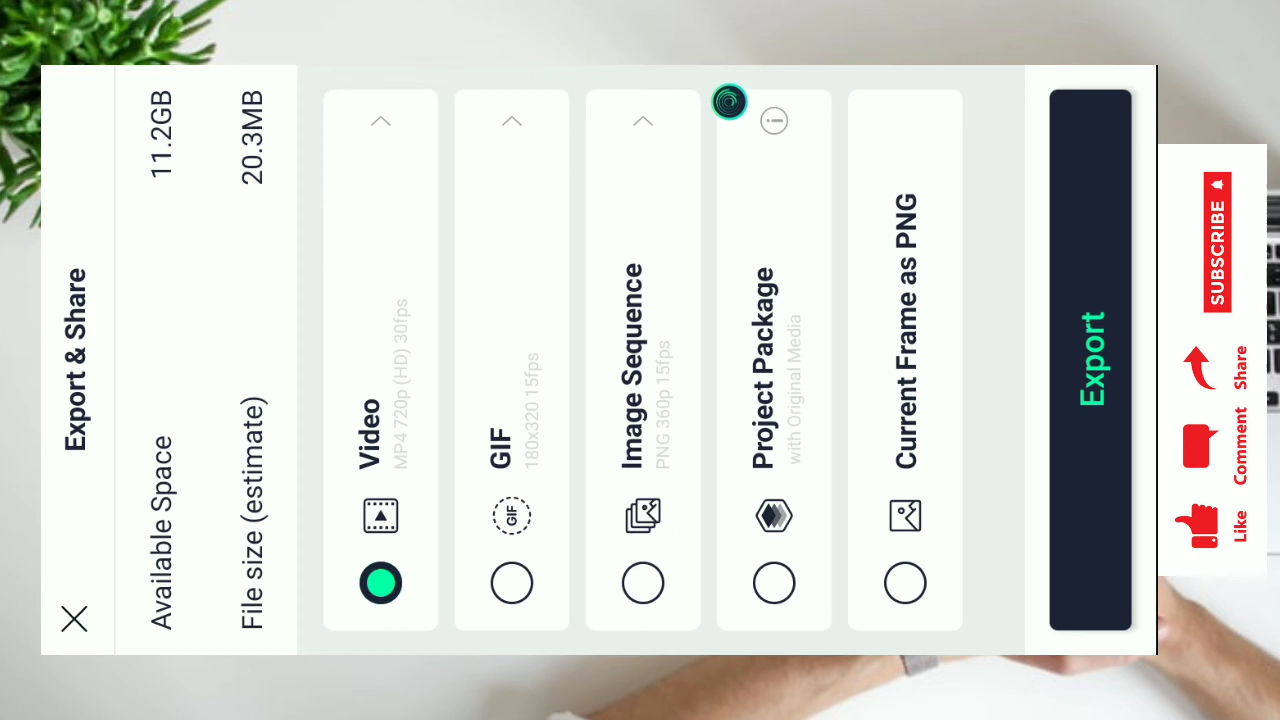 Export & Share
Available Space 11.2GB
File size (estimate) 20.3MB
Video
MP4 720p (HD) 30fps
GIF
GIF
180x320 15fps
Image Sequence
PNG 360p 15fps
Project Package
with Original Media
Current Frame as PNG
Export
Like Comment Share SUBSCRIBE